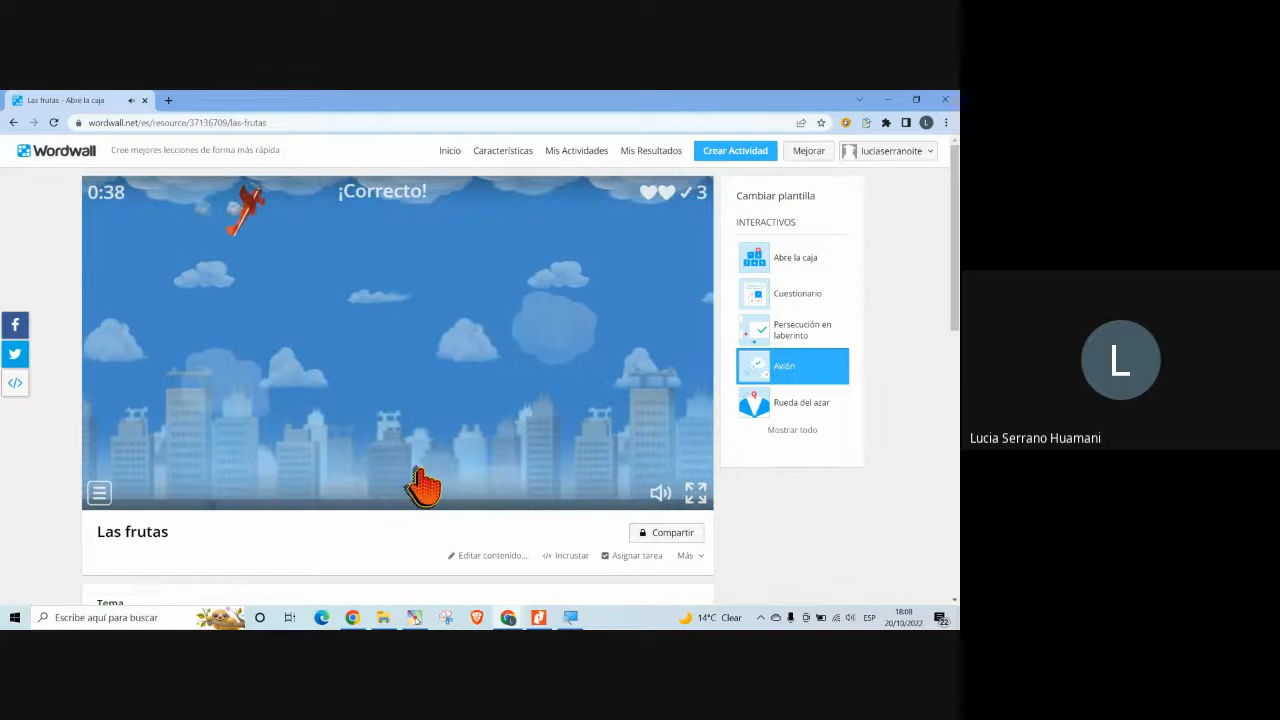 Las frutas - Abre la caja
wordwall.net/es/resource/37136709/las-frutas
L
Wordwall
Cree mejores lecciones de forma más rápida
Inicio
Características
Mis Actividades
Mis Resultados
Crear Actividad
Mejorar
luciaserranoite
0:38
¡Correcto!
3
Cambiar plantilla
INTERACTIVOS
Abre la caja
Cuestionario
Persecución en
laberinto
Avión
Rueda del azar
Mostrar todo
Las frutas
Compartir
Editar contenido...
Incrustar
Asignar tarea
Más
Tema
Escribe aquí para buscar
14°C Clear
ESP
18:08
20/10/2022
22
L
Lucia Serrano Huamani